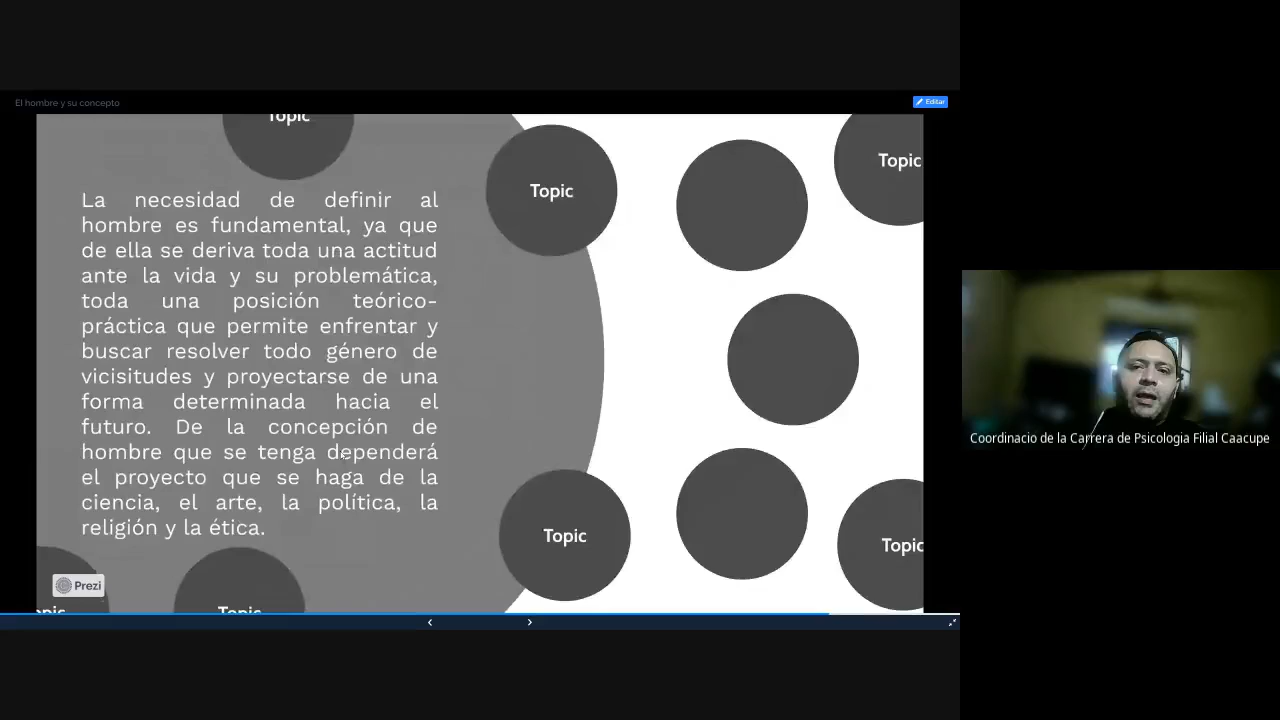 El hombre y su concepto
Editar
Topic
Topic
Topic
La necesidad de definir al
hombre es fundamental, ya que
de ella se deriva toda una actitud
ante la vida y su problemática,
toda una posición teórico-
práctica que permite enfrentar y
buscar resolver todo género de
vicisitudes y proyectarse de una
forma determinada hacia el
futuro. De la concepción de
hombre que se tenga dependerá
el proyecto que se haga de la
ciencia, el arte, la política, la
religión y la ética.
Topic
Topic
Prezi
opic
Topic
Coordinacio de la Carrera de Psicologia Filial Caacupe